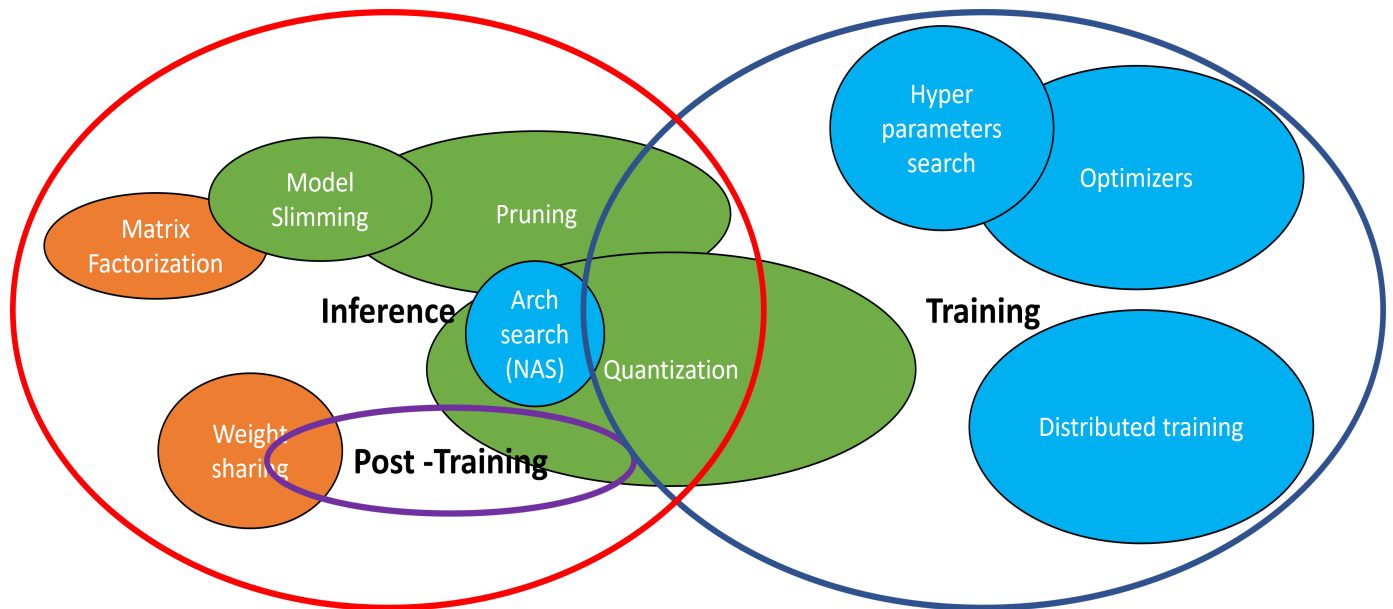 Hyper
parameters
search
Optimizers
Model
Slimming
Pruning
Matrix
Factorization
Inference
Arch
search
(NAS)
Training
Quantization
Distributed training
Weight
sharing
Post -Training